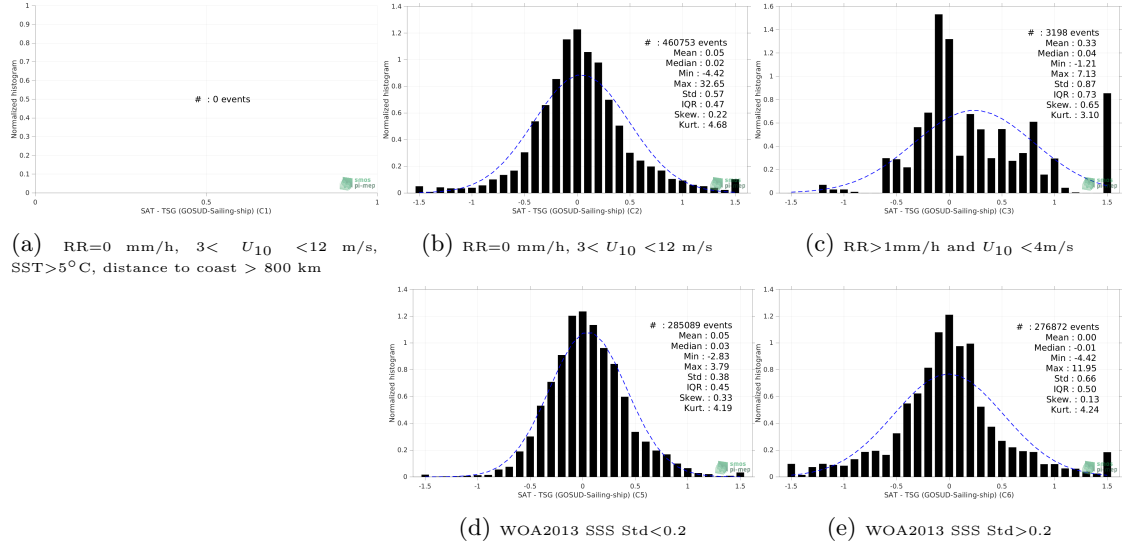 1
0.9
0.8
0.7
0.6
0.5
0.4
0.3
0.2
0.1
0
Normalized histogram
# : 0 events
0 0.5 1
SAT - TSG (GOSUD-Sailing-ship) (C1)
smos
pi-mep
(a) RR=0 mm/h, 3< U10 <12 m/s,
SST>5°C, distance to coast > 800 km
1.4
1.2
1
0.8
0.6
0.4
0.2
0
Normalized histogram
# : 460753 events
Mean : 0.05
Median : 0.02
Min : -4.42
Max : 32.65
Std : 0.57
IQR : 0.47
Skew. : 0.22
Kurt. : 4.68
-1.5 -1 -0.5 0 0.5 1 1.5
SAT - TSG (GOSUD-Sailing-ship) (C2)
smos
pi-mep
(b) RR=0 mm/h, 3< U10 <12 m/s
1.6
1.4
1.2
1
0.8
0.6
0.4
0.2
0
Normalized histogram
# : 3198 events
Mean : 0.33
Median : 0.04
Min : -1.21
Max : 7.13
Std : 0.87
IQR : 0.73
Skew. : 0.65
Kurt. : 3.10
-1.5 -1 -0.5 0 0.5 1 1.5
SAT - TSG (GOSUD-Sailing-ship) (C3)
smos
pi-mep
(c) RR>1mm/h and U10 <4m/s
1.4
1.2
1
0.8
0.6
0.4
0.2
0
Normalized histogram
# : 285089 events
Mean : 0.05
Median : 0.03
Min : -2.83
Max : 3.79
Std : 0.38
IQR : 0.45
Skew. : 0.33
Kurt. : 4.19
-1.5 -1 -0.5 0 0.5 1 1.5
SAT - TSG (GOSUD-Sailing-ship) (C5)
smos
pi-mep
(d) WOA2013 SSS Std<0.2
1.4
1.2
1
0.8
0.6
0.4
0.2
0
Normalized histogram
# : 276872 events
Mean : 0.00
Median : -0.01
Min : -4.42
Max : 11.95
Std : 0.66
IQR : 0.50
Skew. : 0.13
Kurt. : 4.24
-1.5 -1 -0.5 0 0.5 1 1.5
SAT - TSG (GOSUD-Sailing-ship) (C6)
smos
pi-mep
(e) WOA2013 SSS Std>0.2